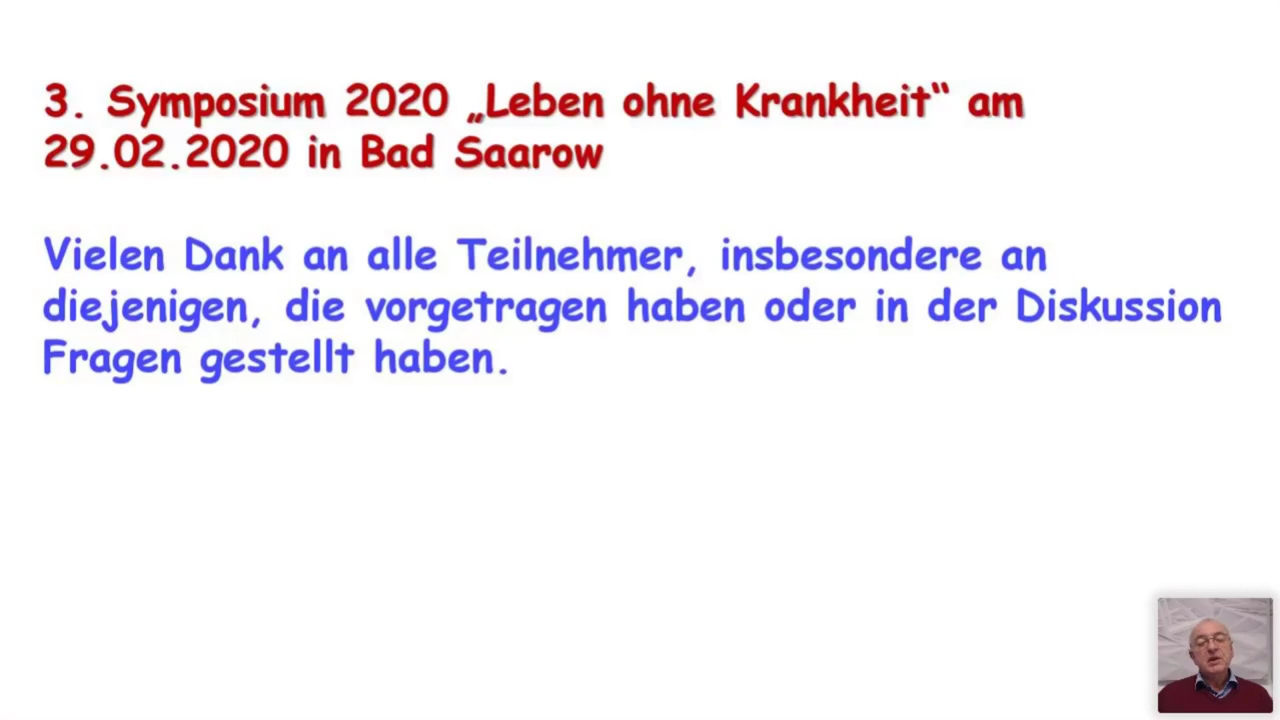 3. Symposium 2020 „Leben ohne Krankheit“ am
29.02.2020 in Bad Saarow
Vielen Dank an alle Teilnehmer, insbesondere an
diejenigen, die vorgetragen haben oder in der Diskussion
Fragen gestellt haben.